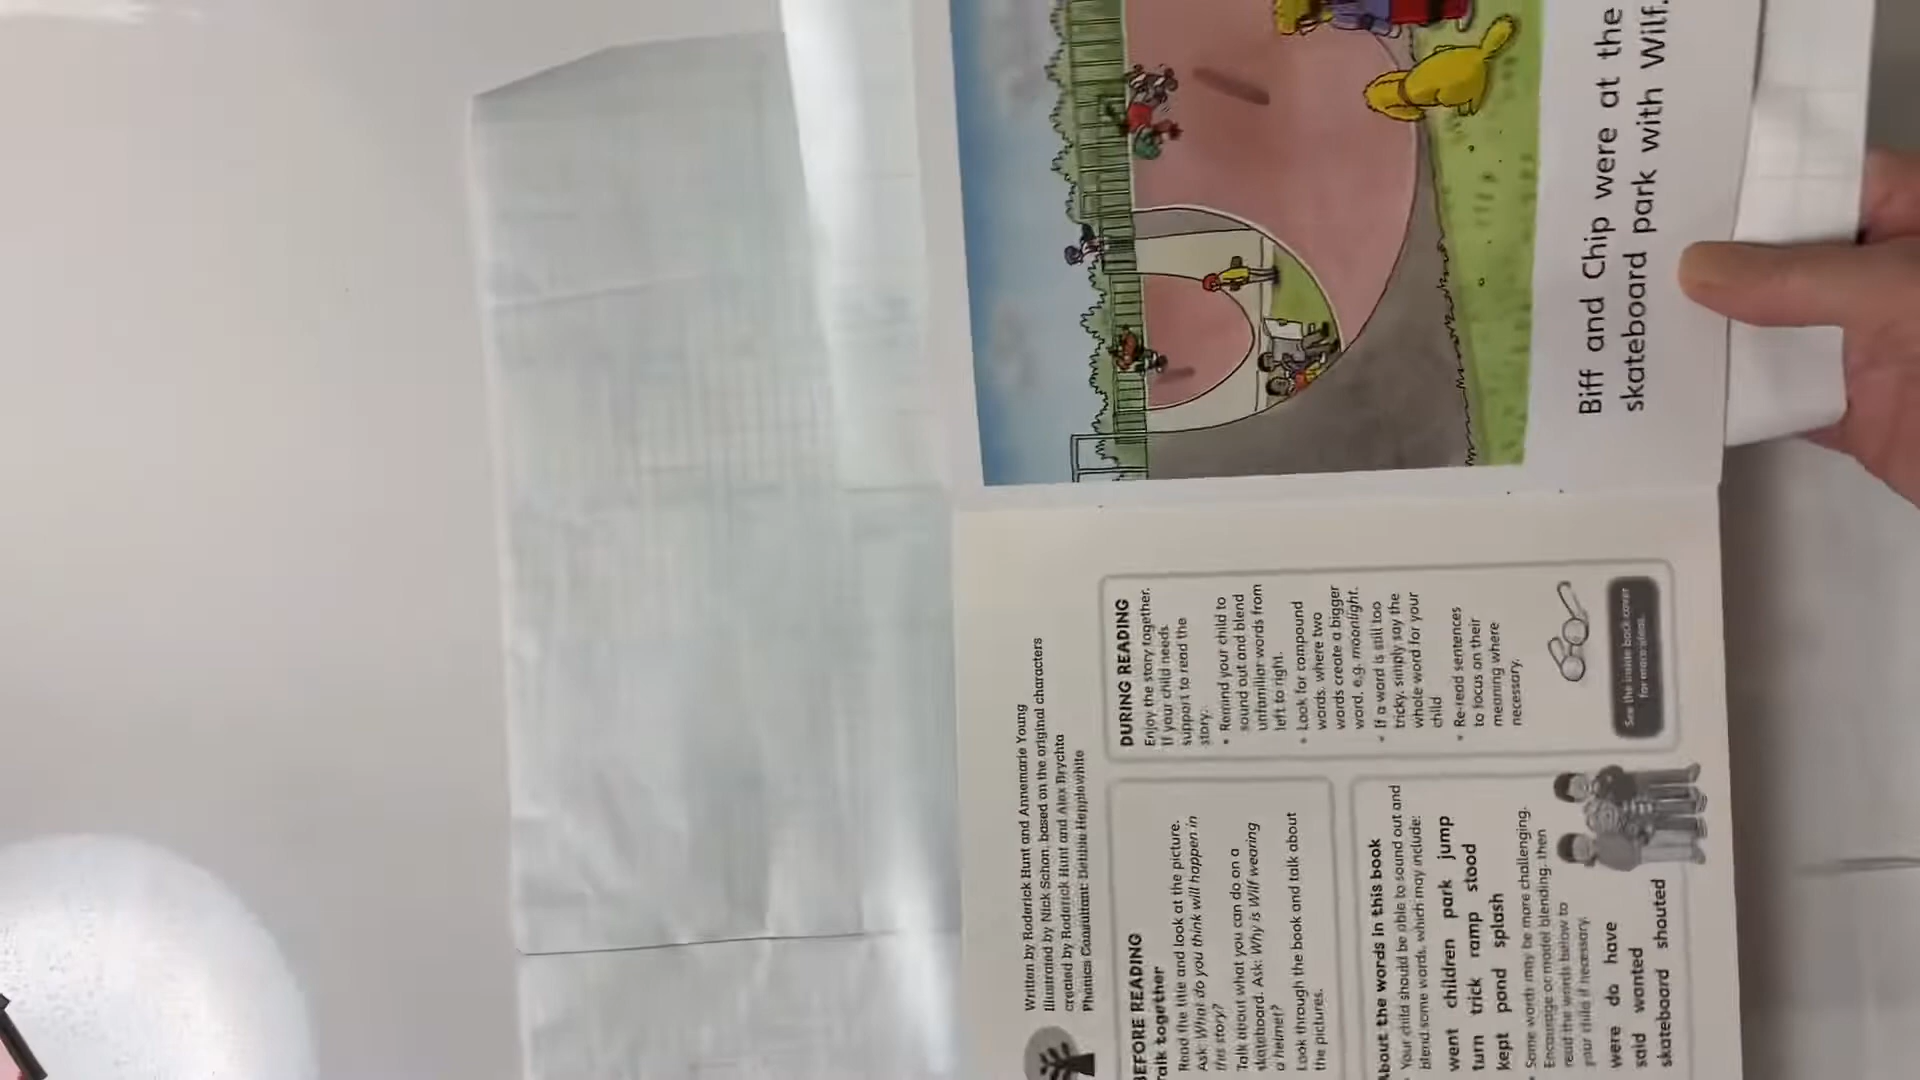 Written by Roderick Hunt and Annemarie Young
Illustrated by Nick Schon, based on the original characters
created by Roderick Hunt and Alex Brychta
Phonics Consultant: Debbie Hepplewhite
BEFORE READING
Talk together
Read the title and look at the picture.
Ask: What do you think will happen in
this story?
Talk about what you can do on a
skateboard. Ask: Why is Wilf wearing
a helmet?
Look through the book and talk about
the pictures.
About the words in this book
• Your child should be able to sound out and
blend some words, which may include:
went children park jump
turn trick ramp stood
kept pond splash
• Some words may be more challenging.
Encourage or model blending, then
read the words below to
your child if necessary.
were do have
said wanted
skateboard shouted
DURING READING
Enjoy the story together.
If your child needs
support to read the
story:
• Remind your child to
sound out and blend
unfamiliar words from
left to right.
• Look for compound
words, where two
words create a bigger
word, e.g. moonlight.
• If a word is still too
tricky, simply say the
whole word for your
child
• Re-read sentences
to focus on their
meaning where
necessary.
See the inside back cover
for more ideas.
Biff and Chip were at the
skateboard park with Wilf.